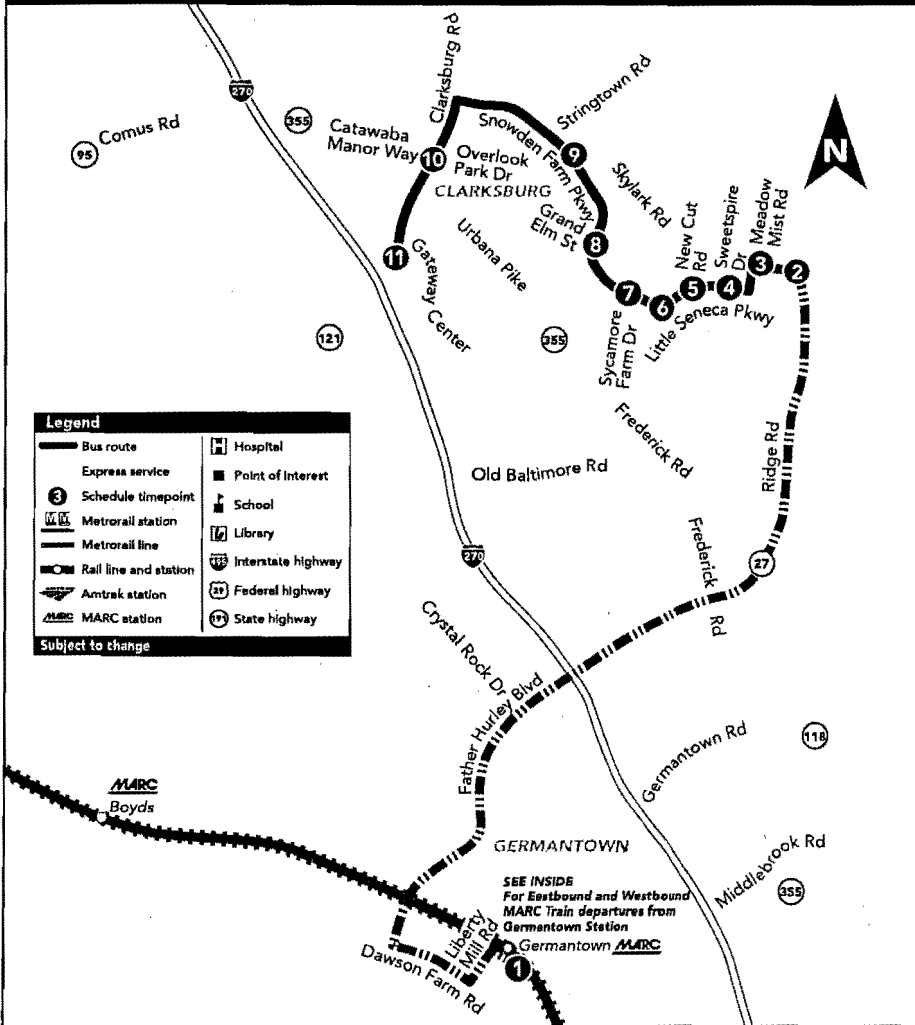 Clarksburg Rd
270
355
95
Comus Rd
Catawaba
Manor Way
10
Overlook
Park Dr
CLARKSBURG
Snowden Farm Pkwy
Stringtown Rd
9
N
Skylark Rd
Grand
Elm St
8
Urbana Pike
11
Gateway Center
New Cut
Rd
Sweetspire
Dr
Meadow
Mist Rd
3
2
7
6
5
4
Little Seneca Pkwy
Sycamore
Farm Dr
121
355
Frederick Rd
Old Baltimore Rd
Ridge Rd
Legend
Bus route
Express service
3
Schedule timepoint
M M
Metrorail station
Metrorail line
Rail line and station
Amtrak station
MARC
MARC station
H
Hospital
Point of Interest
School
Library
495
Interstate highway
29
Federal highway
191
State highway
Subject to change
270
27
Frederick
Rd
Crystal Rock Dr
Father Hurley Blvd
118
Germantown Rd
MARC
Boyds
GERMANTOWN
Middlebrook Rd
355
SEE INSIDE
For Eastbound and Westbound
MARC Train departures from
Germantown Station
Germantown MARC
1
Liberty
Mill Rd
Dawson Farm Rd